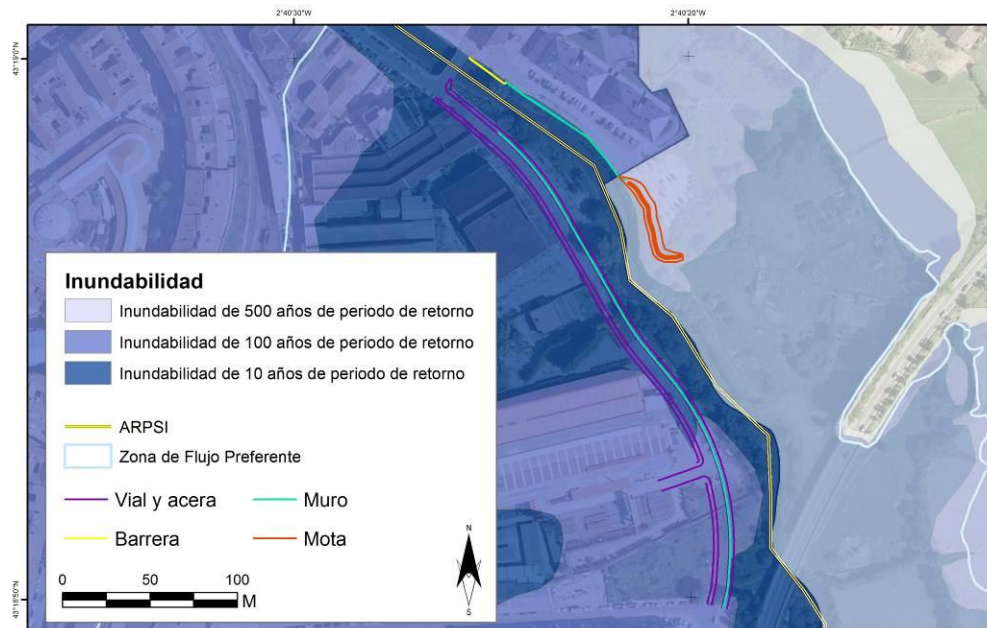 2°40'30"W
2°40'20"W
43°19'0"N
43°18'50"N
Inundabilidad
Inundabilidad de 500 años de periodo de retorno
Inundabilidad de 100 años de periodo de retorno
Inundabilidad de 10 años de periodo de retorno
ARPSI
Zona de Flujo Preferente
Vial y acera
Muro
Barrera
Mota
N
S
0 50 100
M